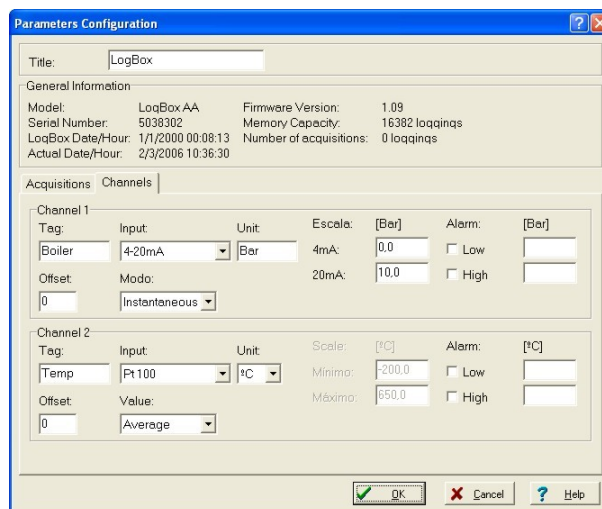 Parameters Configuration
Title: LogBox
General Information
Model: LogBox AA Firmware Version: 1.09
Serial Number: 5038302 Memory Capacity: 16382 loggings
LogBox Date/Hour: 1/1/2000 00:08:13 Number of acquisitions: 0 loggings
Actual Date/Hour: 2/3/2006 10:36:30
Acquisitions Channels
Channel 1
Tag: Input: Unit: Escala: [Bar] Alarm: [Bar]
Boiler 4-20mA Bar 4mA: 0,0 Low
Offset: Modo: 20mA: 10,0 High
0 Instantaneous
Channel 2
Tag: Input: Unit: Scale: [ºC] Alarm: [ºC]
Temp Pt100 ºC Mínimo: -200,0 Low
Offset: Value: Máximo: 650,0 High
0 Average
OK Cancel ? Help